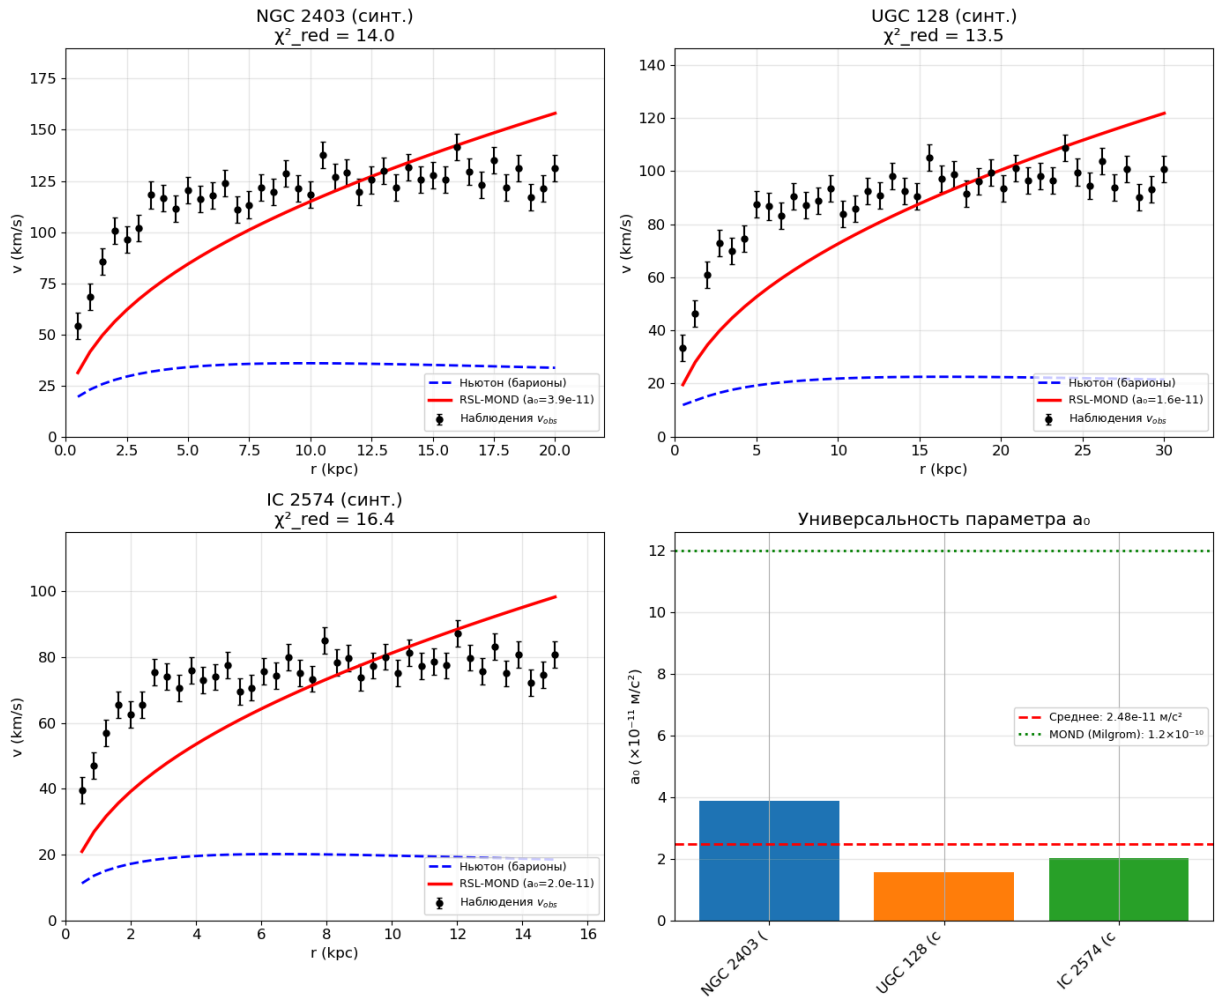 NGC 2403 (синт.)
χ²_red = 14.0
175
150
125
100
75
50
25
0
v (km/s)
0.0
2.5
5.0
7.5
10.0
12.5
15.0
17.5
20.0
r (kpc)
Ньютон (барионы)
RSL-MOND (a₀=3.9e-11)
Наблюдения v_obs
UGC 128 (синт.)
χ²_red = 13.5
140
120
100
80
60
40
20
0
v (km/s)
0
5
10
15
20
25
30
r (kpc)
Ньютон (барионы)
RSL-MOND (a₀=1.6e-11)
Наблюдения v_obs
IC 2574 (синт.)
χ²_red = 16.4
100
80
60
40
20
0
v (km/s)
0
2
4
6
8
10
12
14
16
r (kpc)
Ньютон (барионы)
RSL-MOND (a₀=2.0e-11)
Наблюдения v_obs
Универсальность параметра a₀
12
10
8
6
4
2
0
a₀ (×10⁻¹¹ м/с²)
Среднее: 2.48e-11 м/с²
MOND (Milgrom): 1.2×10⁻¹⁰
NGC 2403 (
UGC 128 (с
IC 2574 (с